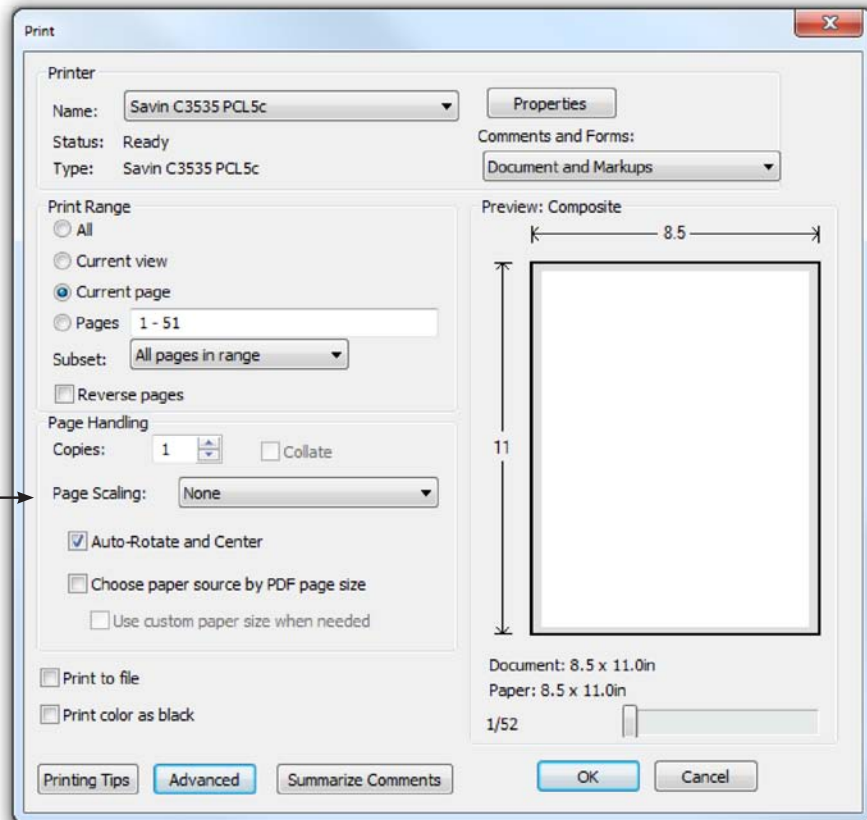 Print
Printer
Name: Savin C3535 PCL5c Properties
Status: Ready Comments and Forms:
Type: Savin C3535 PCL5c Document and Markups
Print Range
All
Current view
Current page
Pages 1 - 51
Subset: All pages in range
Reverse pages
Page Handling
Copies: 1 Collate
Page Scaling: None
Auto-Rotate and Center
Choose paper source by PDF page size
Use custom paper size when needed
Print to file
Print color as black
Preview: Composite
8.5
11
Document: 8.5 x 11.0in
Paper: 8.5 x 11.0in
1/52
Printing Tips Advanced Summarize Comments OK Cancel